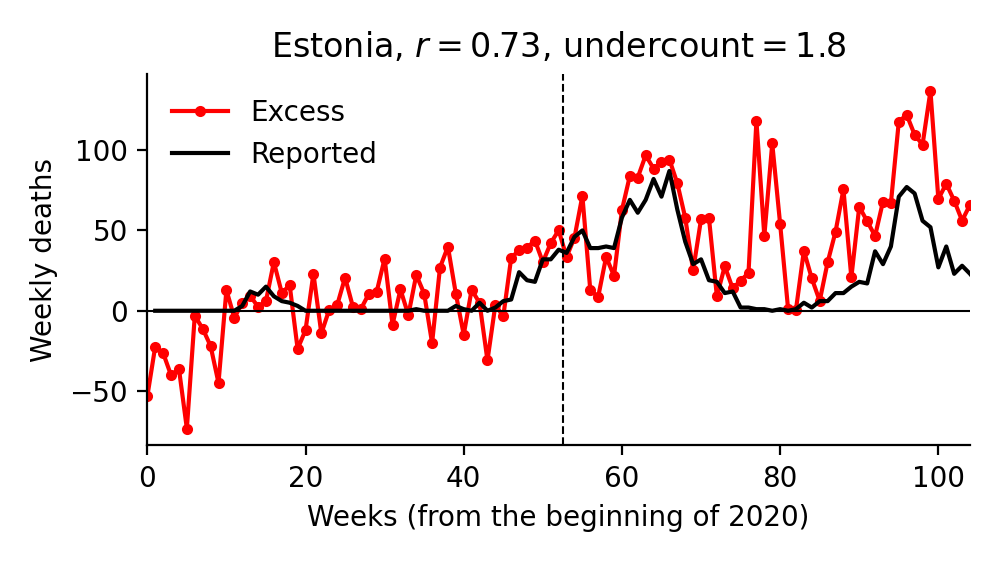 Estonia, r = 0.73, undercount = 1.8
Excess
Reported
Weekly deaths
100
50
0
−50
0 20 40 60 80 100
Weeks (from the beginning of 2020)